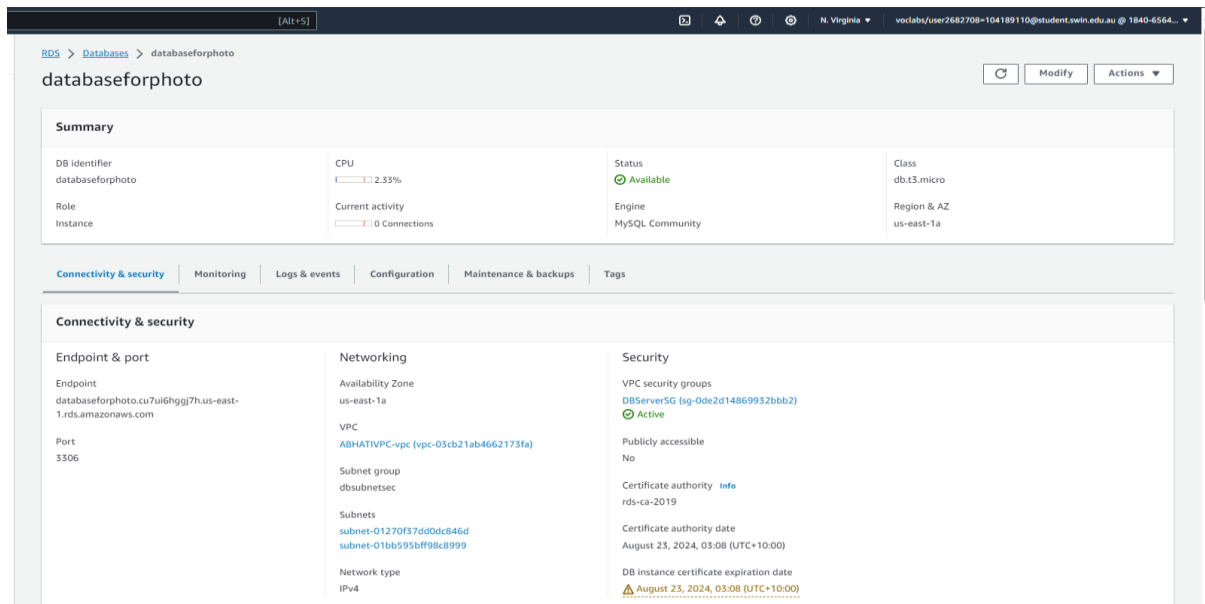 [Alt+S]
N. Virginia
voclabs/user2682708=104189110@student.swin.edu.au @ 1840-6564...
RDS > Databases > databaseforphoto
databaseforphoto
Modify
Actions
Summary
DB identifier
databaseforphoto
CPU
2.33%
Status
Available
Class
db.t3.micro
Role
Instance
Current activity
0 Connections
Engine
MySQL Community
Region & AZ
us-east-1a
Connectivity & security
Monitoring
Logs & events
Configuration
Maintenance & backups
Tags
Connectivity & security
Endpoint & port
Endpoint
databaseforphoto.cu7ui6hggj7h.us-east-
1.rds.amazonaws.com
Port
3306
Networking
Availability Zone
us-east-1a
VPC
ABHATIVPC-vpc (vpc-03cb21ab4662173fa)
Subnet group
dbsubnetsec
Subnets
subnet-01270f37dd0dc846d
subnet-01bb595bff98c8999
Network type
IPv4
Security
VPC security groups
DBServerSG (sg-0de2d14869932bbb2)
Active
Publicly accessible
No
Certificate authority Info
rds-ca-2019
Certificate authority date
August 23, 2024, 03:08 (UTC+10:00)
DB instance certificate expiration date
August 23, 2024, 03:08 (UTC+10:00)